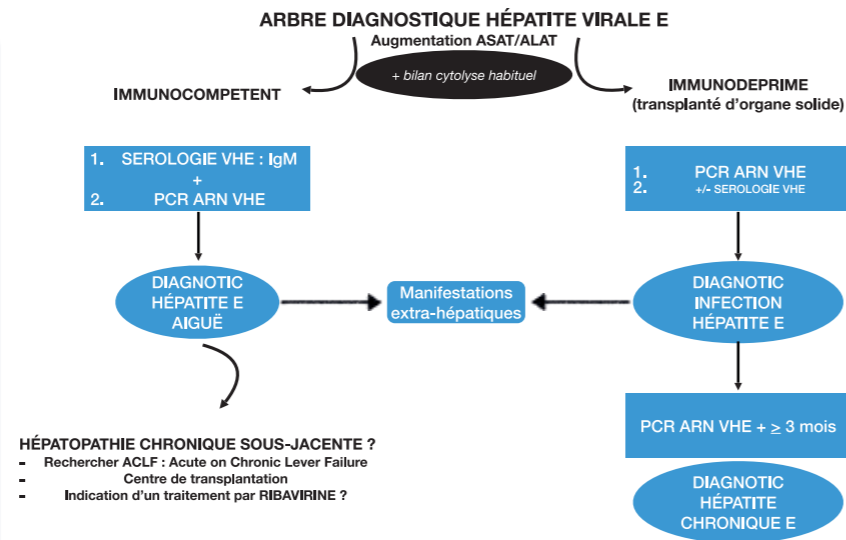 ARBRE DIAGNOSTIQUE HÉPATITE VIRALE E
Augmentation ASAT/ALAT
+ bilan cytolyse habituel
IMMUNOCOMPETENT
1. SEROLOGIE VHE : IgM
+
2. PCR ARN VHE
DIAGNOTIC
HÉPATITE E
AIGUË
HÉPATOPATHIE CHRONIQUE SOUS-JACENTE ?
- Rechercher ACLF : Acute on Chronic Lever Failure
- Centre de transplantation
- Indication d'un traitement par RIBAVIRINE ?
Manifestations
extra-hépatiques
IMMUNODEPRIME
(transplanté d'organe solide)
1. PCR ARN VHE
2. +/- SEROLOGIE VHE
DIAGNOTIC
INFECTION
HÉPATITE E
PCR ARN VHE + ≥ 3 mois
DIAGNOTIC
HÉPATITE
CHRONIQUE E